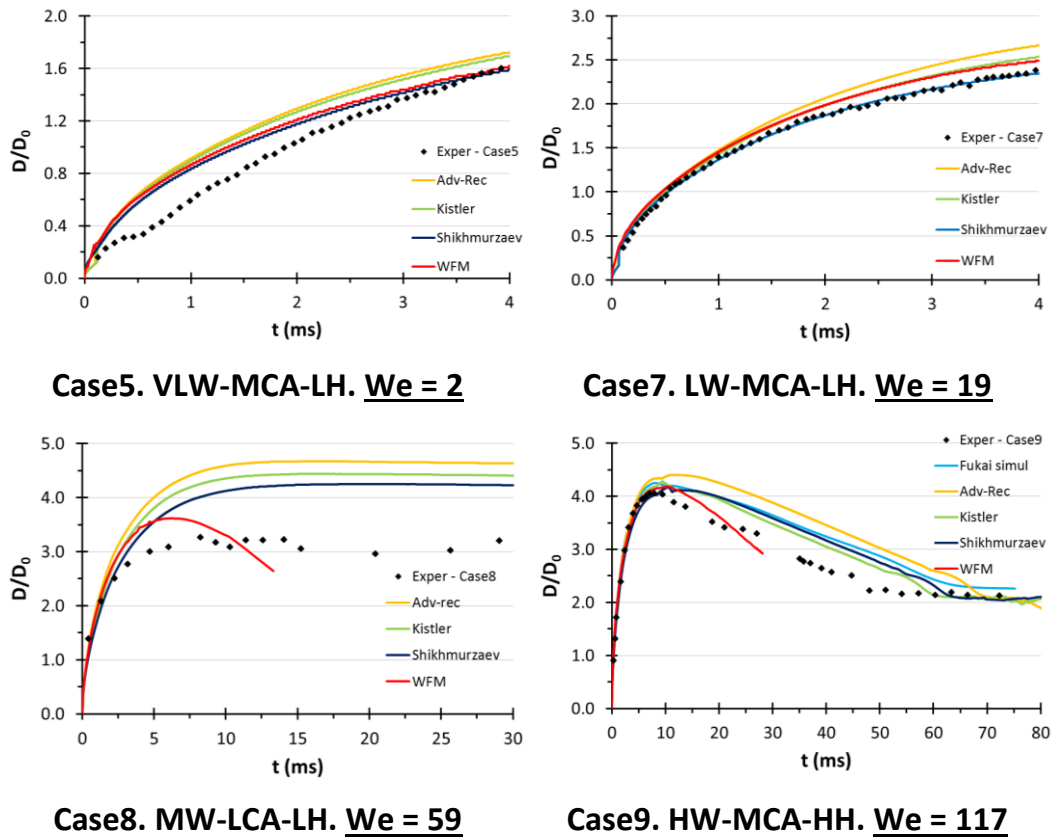 2.0
1.6
1.2
0.8
0.4
0.0
D/D0
0 1 2 3 4
t (ms)
Exper - Case5
Adv-Rec
Kistler
Shikhmurzaev
WFM
Case5. VLW-MCA-LH. We = 2
3.0
2.5
2.0
1.5
1.0
0.5
0.0
D/D0
0 1 2 3 4
t (ms)
Exper - Case7
Adv-Rec
Kistler
Shikhmurzaev
WFM
Case7. LW-MCA-LH. We = 19
5.0
4.0
3.0
2.0
1.0
0.0
D/D0
0 5 10 15 20 25 30
t (ms)
Exper - Case8
Adv-rec
Kistler
Shikhmurzaev
WFM
Case8. MW-LCA-LH. We = 59
5.0
4.0
3.0
2.0
1.0
0.0
D/D0
0 10 20 30 40 50 60 70 80
t (ms)
Exper - Case9
Fukai simul
Adv-Rec
Kistler
Shikhmurzaev
WFM
Case9. HW-MCA-HH. We = 117